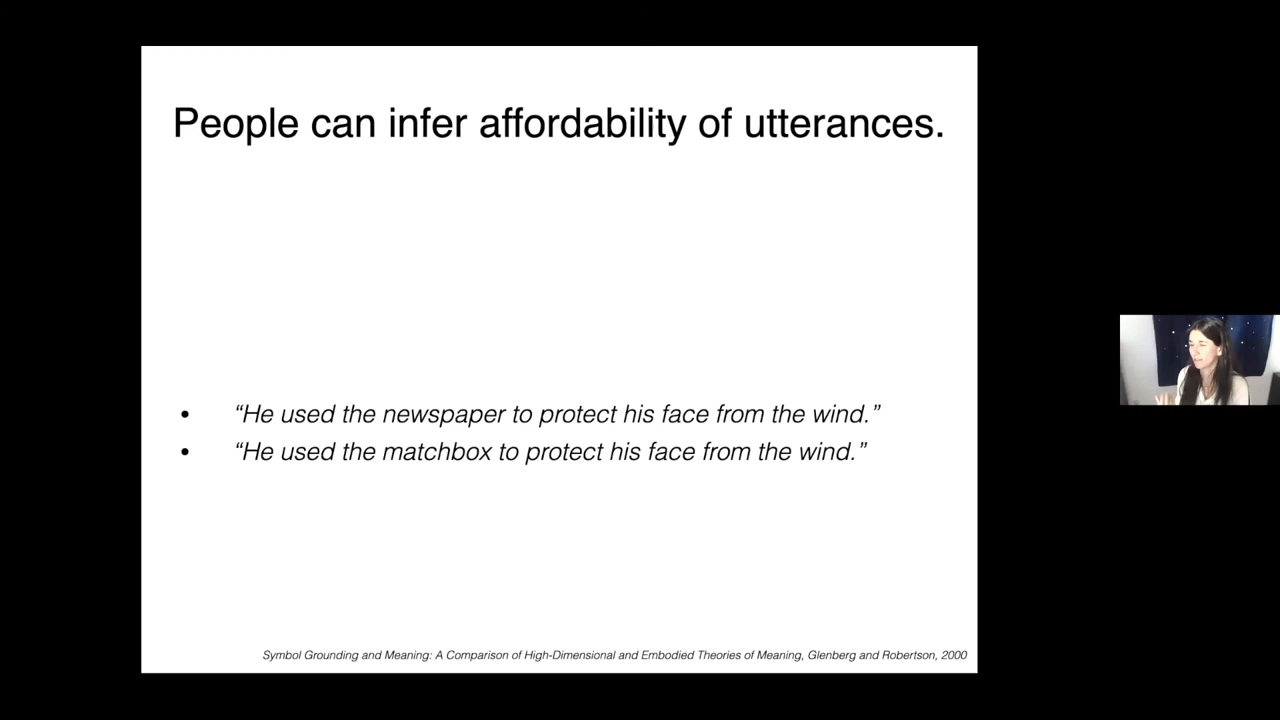 People can infer affordability of utterances.
• “He used the newspaper to protect his face from the wind.”
• “He used the matchbox to protect his face from the wind.”
Symbol Grounding and Meaning: A Comparison of High-Dimensional and Embodied Theories of Meaning, Glenberg and Robertson, 2000